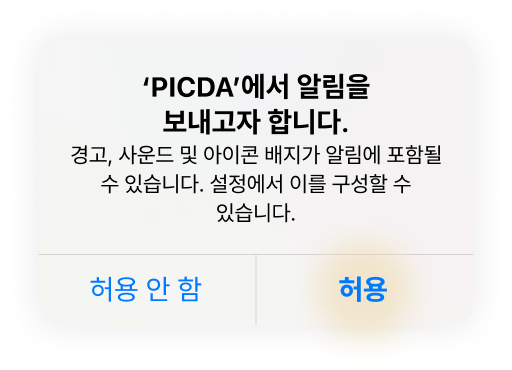 ‘PICDA’에서 알림을
보내고자 합니다.
경고, 사운드 및 아이콘 배지가 알림에 포함될
수 있습니다. 설정에서 이를 구성할 수
있습니다.
허용 안 함
허용